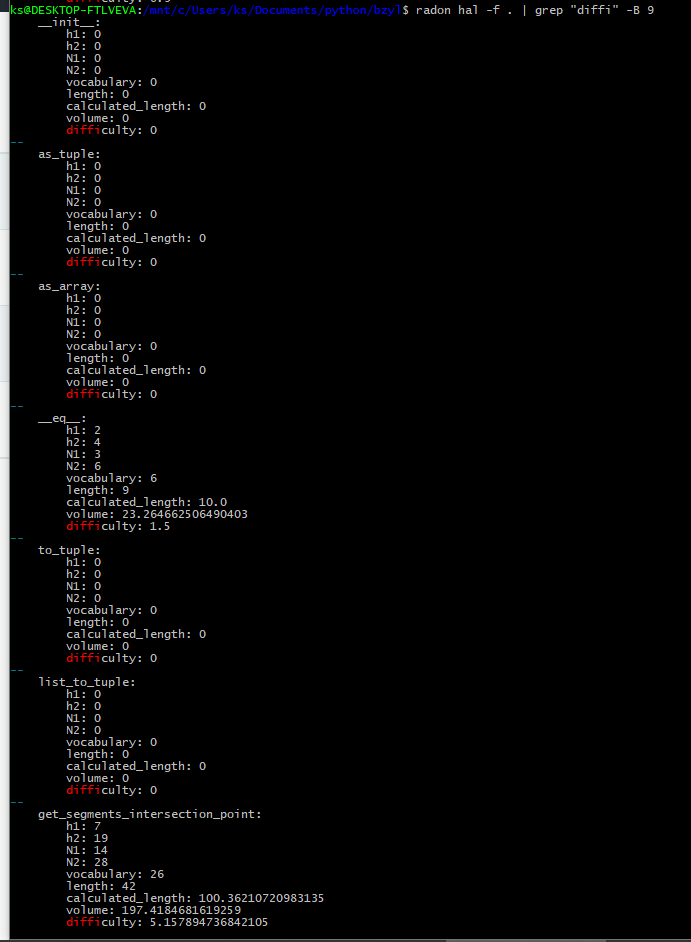 ks@DESKTOP-FTLVEVA:/mnt/c/Users/ks/Documents/python/bzyl$ radon hal -f . | grep "diffi" -B 9
__init__:
h1: 0
h2: 0
N1: 0
N2: 0
vocabulary: 0
length: 0
calculated_length: 0
volume: 0
difficulty: 0
--
as_tuple:
h1: 0
h2: 0
N1: 0
N2: 0
vocabulary: 0
length: 0
calculated_length: 0
volume: 0
difficulty: 0
--
as_array:
h1: 0
h2: 0
N1: 0
N2: 0
vocabulary: 0
length: 0
calculated_length: 0
volume: 0
difficulty: 0
--
__eq__:
h1: 2
h2: 4
N1: 3
N2: 6
vocabulary: 6
length: 9
calculated_length: 10.0
volume: 23.264662506490403
difficulty: 1.5
--
to_tuple:
h1: 0
h2: 0
N1: 0
N2: 0
vocabulary: 0
length: 0
calculated_length: 0
volume: 0
difficulty: 0
--
list_to_tuple:
h1: 0
h2: 0
N1: 0
N2: 0
vocabulary: 0
length: 0
calculated_length: 0
volume: 0
difficulty: 0
--
get_segments_intersection_point:
h1: 7
h2: 19
N1: 14
N2: 28
vocabulary: 26
length: 42
calculated_length: 100.36210720983135
volume: 197.4184681619259
difficulty: 5.157894736842105